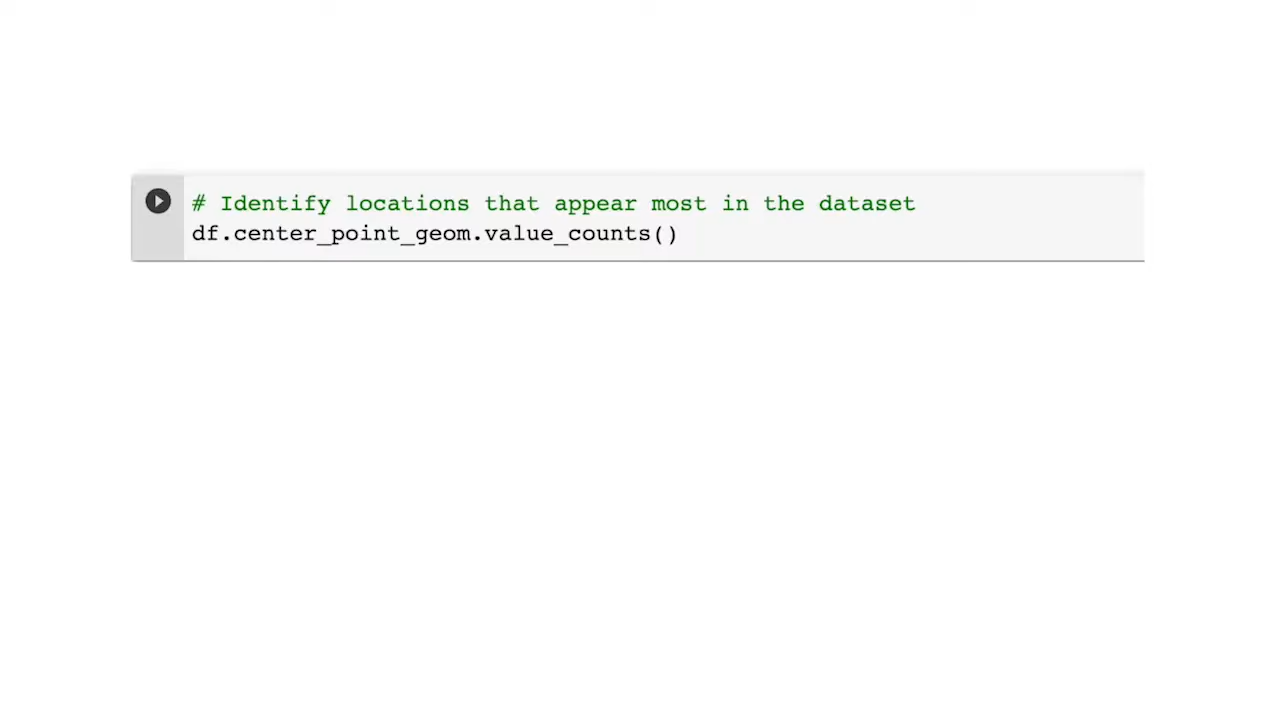 # Identify locations that appear most in the dataset
df.center_point_geom.value_counts()